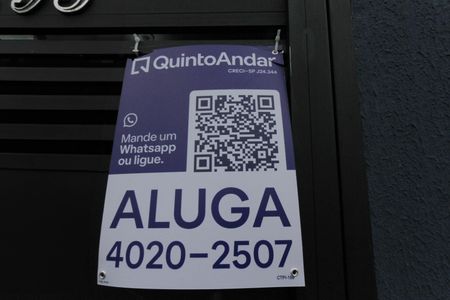 QuintoAndar
CRECI-SP J24.344
Mande um
Whatsapp
ou ligue.
ALUGA
4020-2507